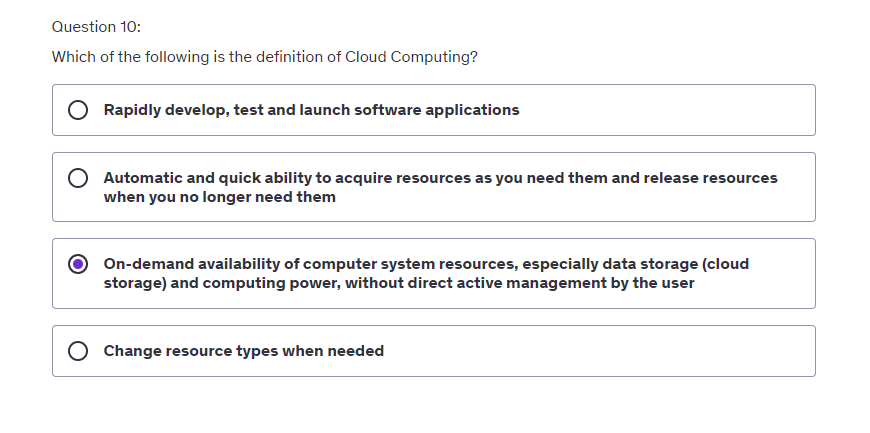 Question 10:
Which of the following is the definition of Cloud Computing?
Rapidly develop, test and launch software applications
Automatic and quick ability to acquire resources as you need them and release resources
when you no longer need them
On-demand availability of computer system resources, especially data storage (cloud
storage) and computing power, without direct active management by the user
Change resource types when needed